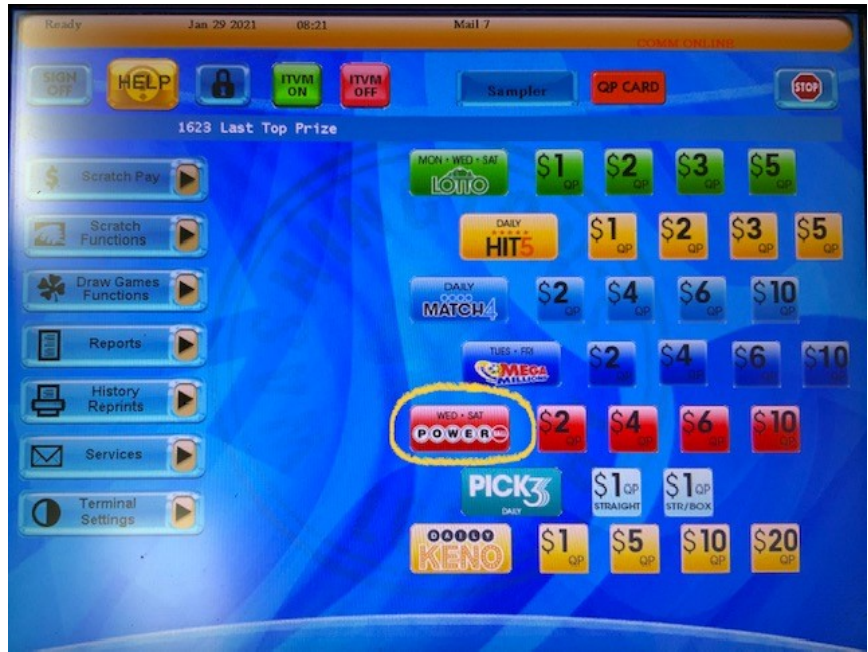 Ready Jan 29 2021 08:21 Mail 7
COMM ONLINE
SIGN OFF HELP ITVM ON ITVM OFF Sampler QP CARD STOP
1623 Last Top Prize
$ Scratch Pay
Scratch Functions
Draw Games Functions
Reports
History Reprints
Services
Terminal Settings
MON • WED • SAT
LOTTO $1 QP $2 QP $3 QP $5 QP
DAILY
HIT5 $1 QP $2 QP $3 QP $5 QP
DAILY
MATCH4 $2 QP $4 QP $6 QP $10 QP
TUES • FRI
MEGA MILLIONS $2 QP $4 QP $6 QP $10 QP
WED • SAT
POWERBALL $2 QP $4 QP $6 QP $10 QP
PICK3 $1 QP STRAIGHT $1 QP STR/BOX
DAILY
DAILY
KENO $1 QP $5 QP $10 QP $20 QP